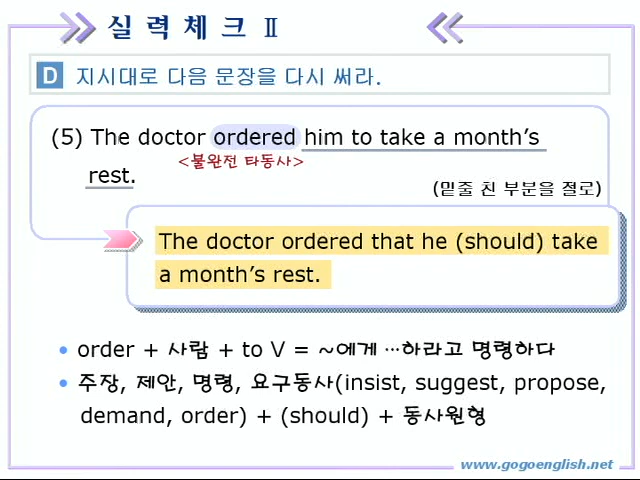 실 력 체 크 Ⅱ
D 지시대로 다음 문장을 다시 써라.
(5) The doctor ordered him to take a month's
<불완전 타동사>
rest.
(밑줄 친 부분을 절로)
The doctor ordered that he (should) take
a month's rest.
• order + 사람 + to V = ~에게 …하라고 명령하다
• 주장, 제안, 명령, 요구동사(insist, suggest, propose,
demand, order) + (should) + 동사원형
www.gogoenglish.net